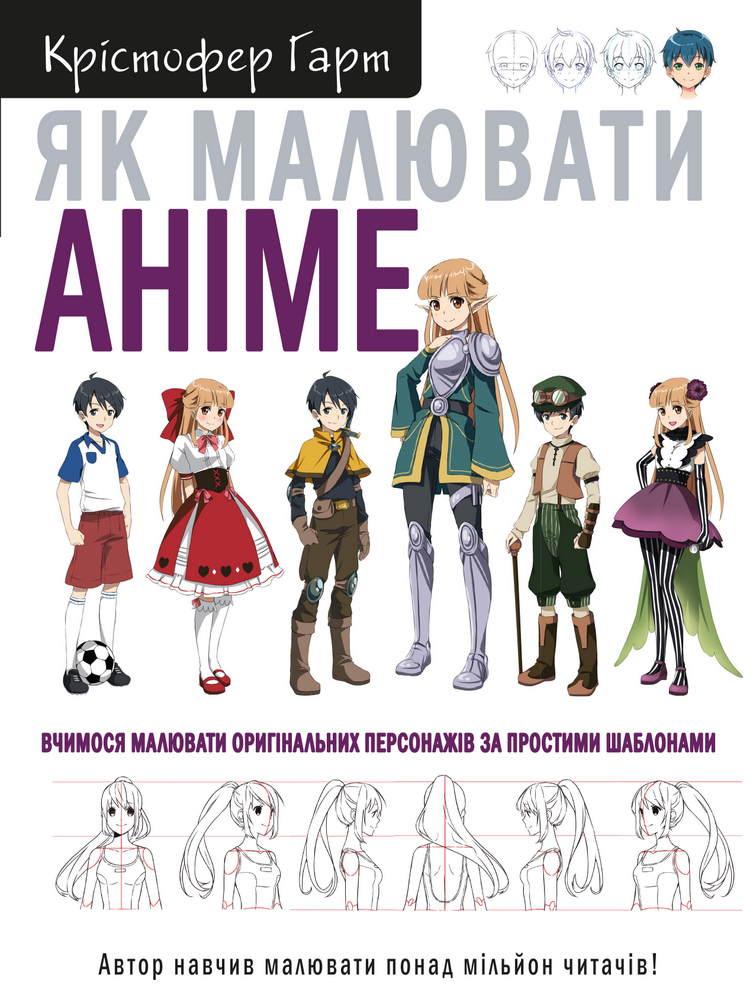 Крістофер Гарт
ЯК МАЛЮВАТИ
АНІМЕ
ВЧИМОСЯ МАЛЮВАТИ ОРИГІНАЛЬНИХ ПЕРСОНАЖІВ ЗА ПРОСТИМИ ШАБЛОНАМИ
Автор навчив малювати понад мільйон читачів!